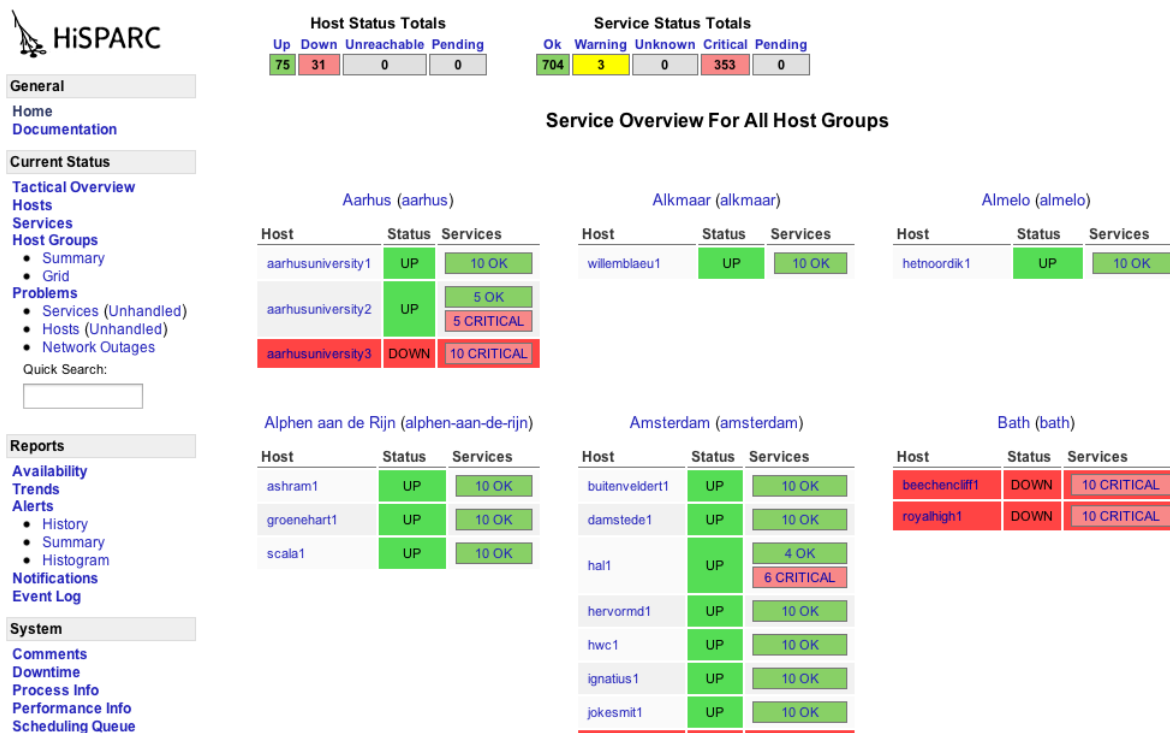 HiSPARC
General
Home
Documentation
Current Status
Tactical Overview
Hosts
Services
Host Groups
Summary
Grid
Problems
Services (Unhandled)
Hosts (Unhandled)
Network Outages
Quick Search:
Reports
Availability
Trends
Alerts
History
Summary
Histogram
Notifications
Event Log
System
Comments
Downtime
Process Info
Performance Info
Scheduling Queue
Host Status Totals
Up Down Unreachable Pending
75 31 0 0
Service Status Totals
Ok Warning Unknown Critical Pending
704 3 0 353 0
Service Overview For All Host Groups
Aarhus (aarhus)
Host Status Services
aarhusuniversity1 UP 10 OK
aarhusuniversity2 UP 5 OK
5 CRITICAL
aarhusuniversity3 DOWN 10 CRITICAL
Alkmaar (alkmaar)
Host Status Services
willemblaeu1 UP 10 OK
Almelo (almelo)
Host Status Services
hetnoordik1 UP 10 OK
Alphen aan de Rijn (alphen-aan-de-rijn)
Host Status Services
ashram1 UP 10 OK
groenehart1 UP 10 OK
scala1 UP 10 OK
Amsterdam (amsterdam)
Host Status Services
buitenveldert1 UP 10 OK
damstede1 UP 10 OK
hal1 UP 4 OK
6 CRITICAL
hervormd1 UP 10 OK
hwc1 UP 10 OK
ignatius1 UP 10 OK
jokesmit1 UP 10 OK
Bath (bath)
Host Status Services
beechencliff1 DOWN 10 CRITICAL
royalhigh1 DOWN 10 CRITICAL